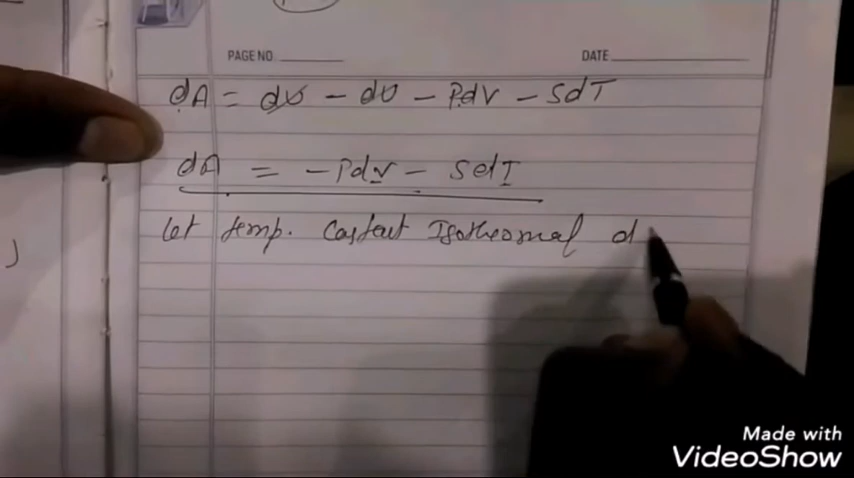 PAGE NO.
DATE
dA = dU - dU - PdV - SdT
dA = - PdV - SdT
let temp. Constant Isothermal d
Made with
VideoShow